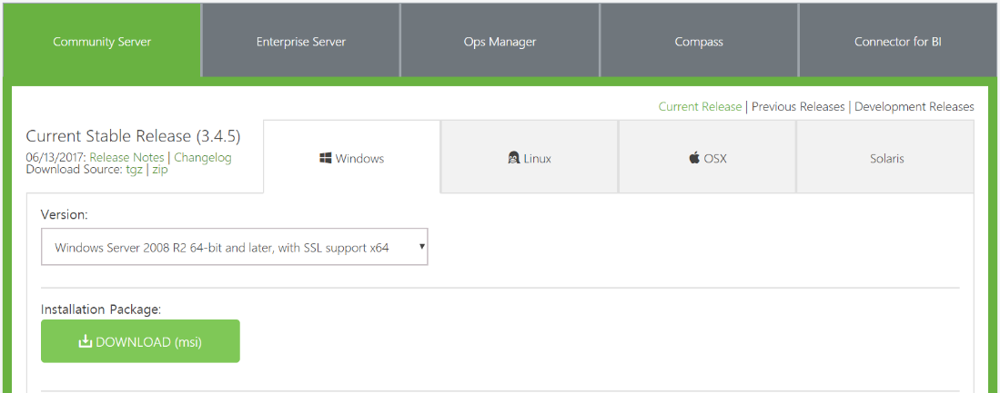 Community Server
Enterprise Server
Ops Manager
Compass
Connector for BI
Current Release | Previous Releases | Development Releases
Current Stable Release (3.4.5)
06/13/2017: Release Notes | Changelog
Download Source: tgz | zip
Windows
Linux
OSX
Solaris
Version:
Windows Server 2008 R2 64-bit and later, with SSL support x64
Installation Package:
DOWNLOAD (msi)